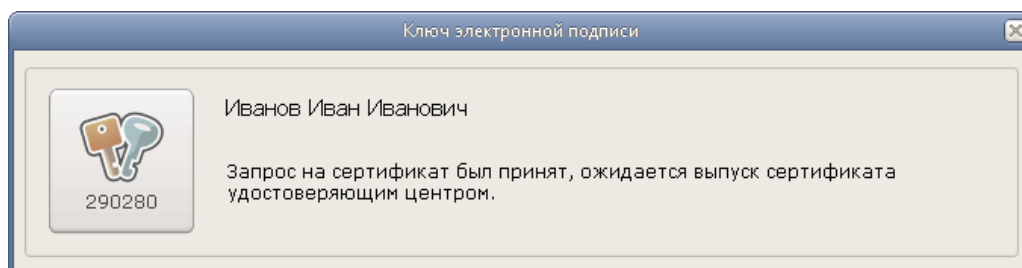 Ключ электронной подписи
Иванов Иван Иванович
Запрос на сертификат был принят, ожидается выпуск сертификата
удостоверяющим центром.
290280